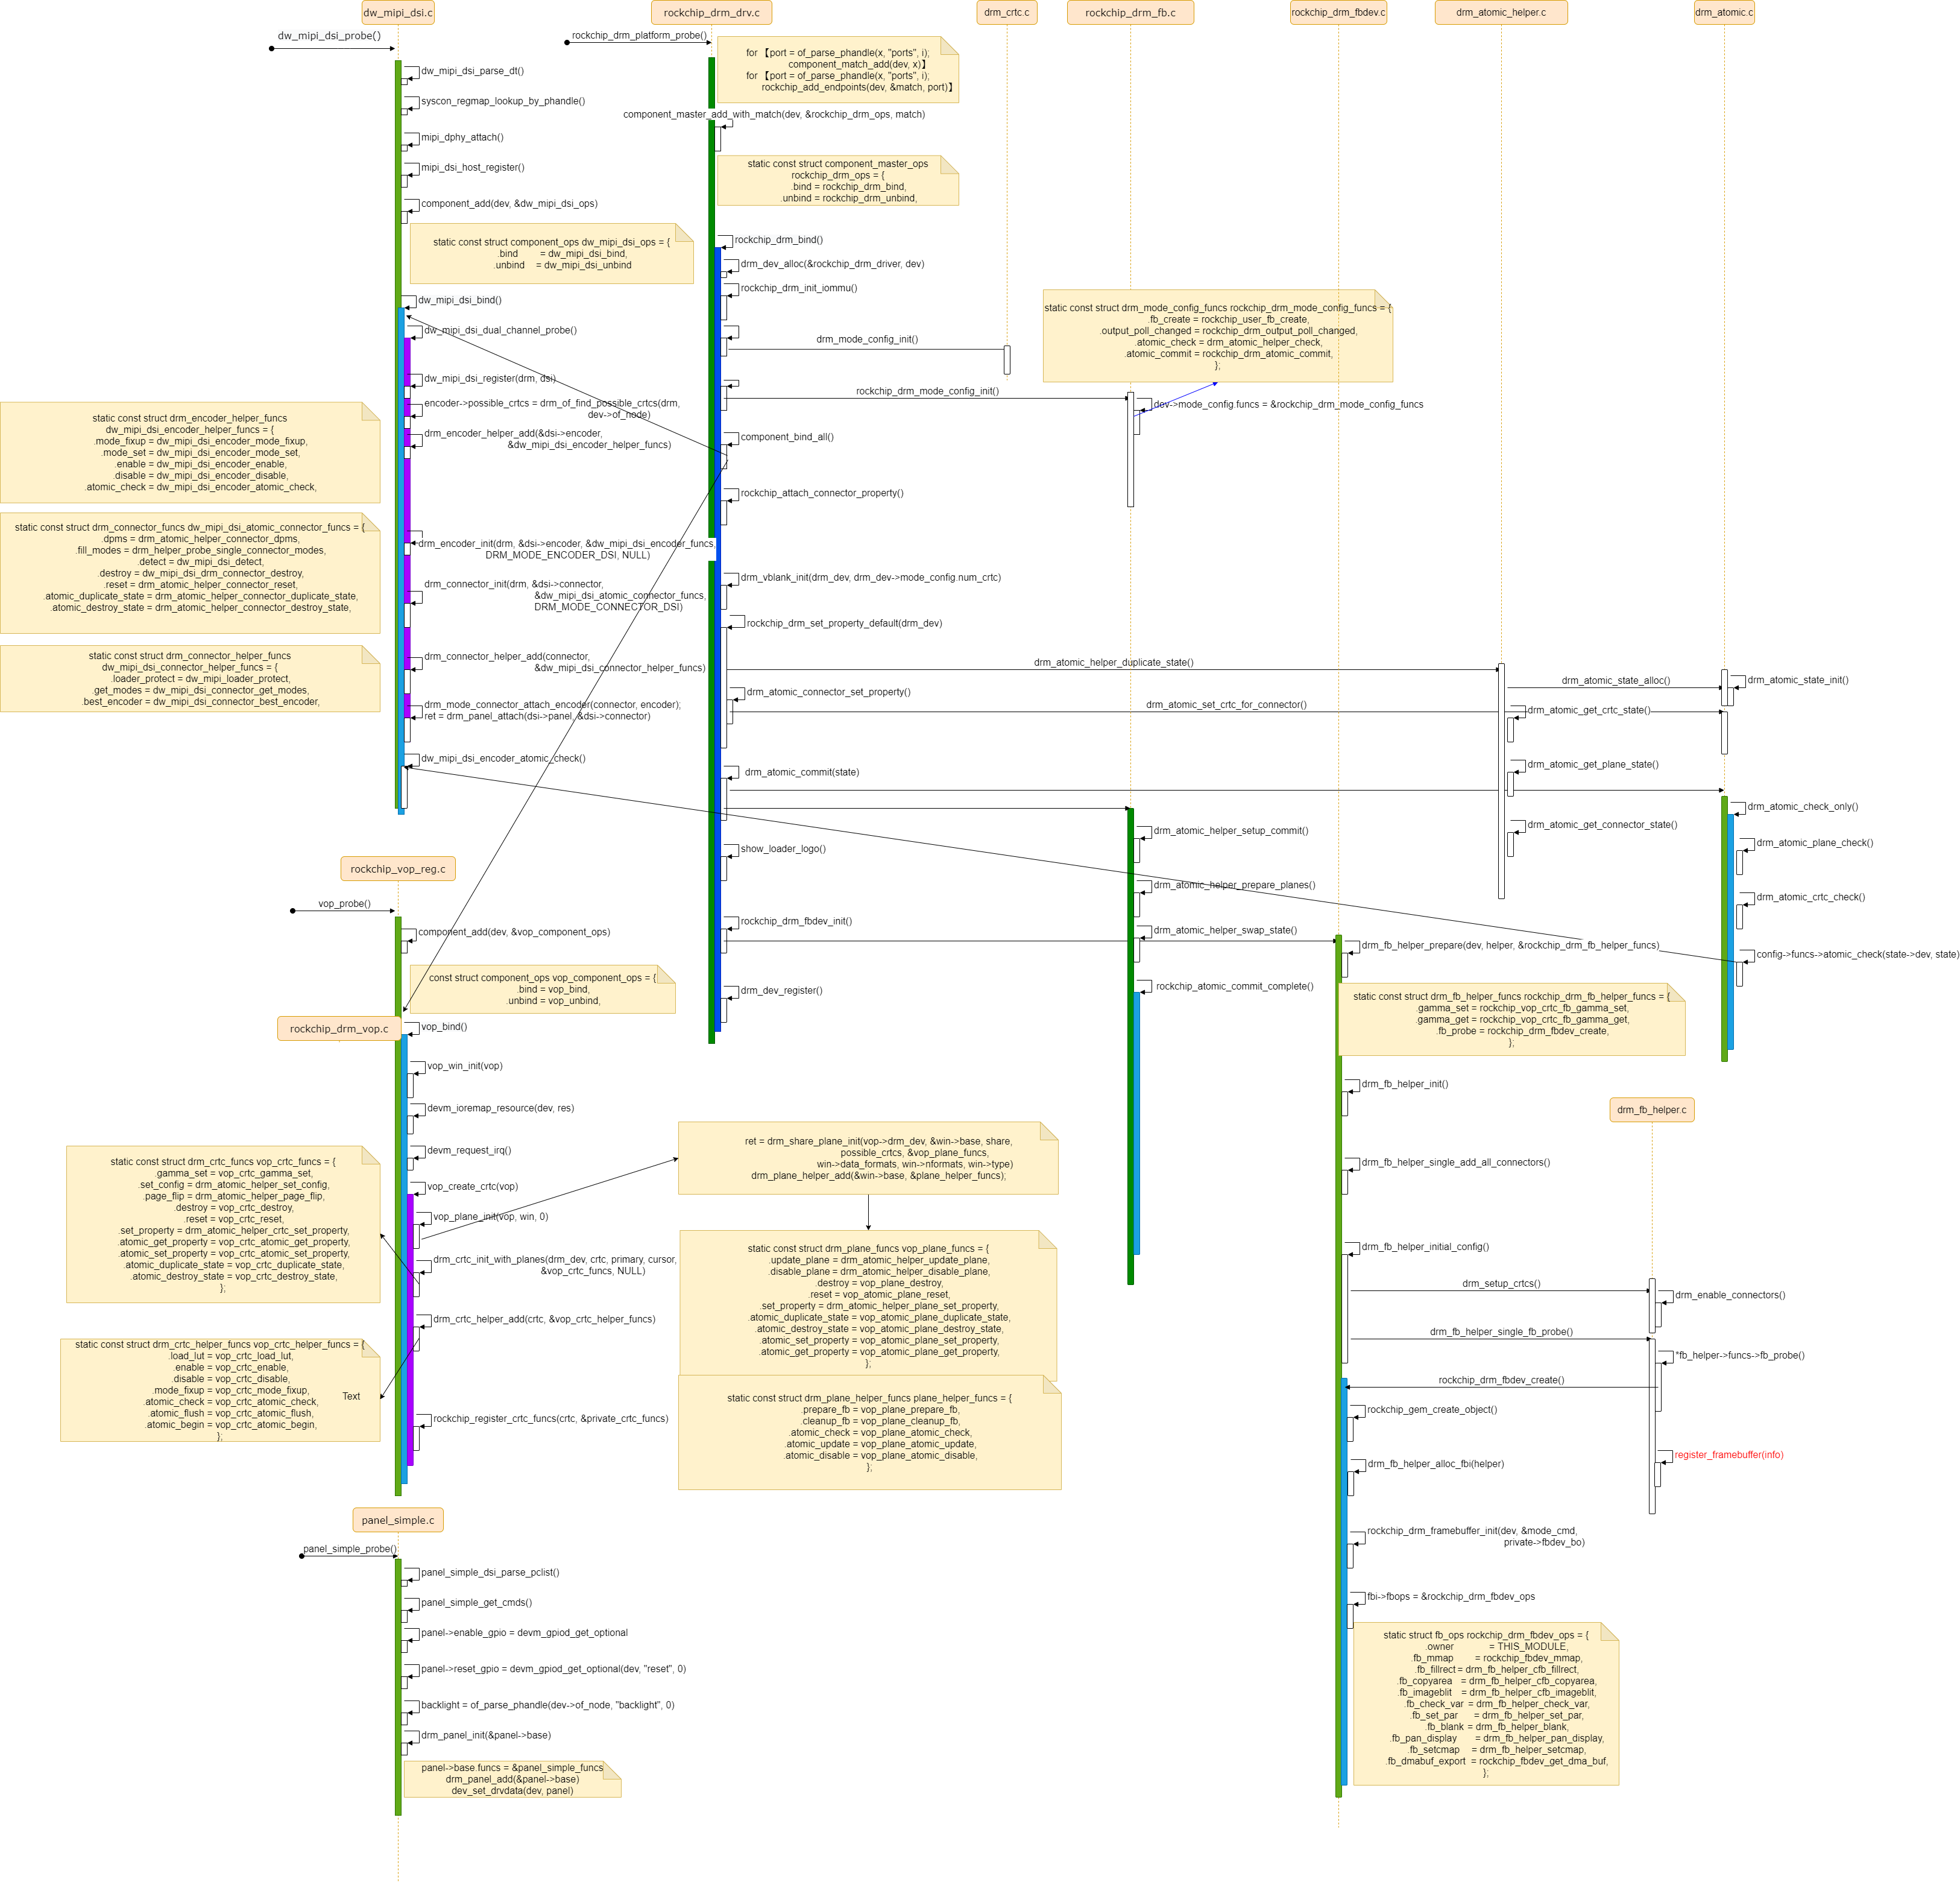 dw_mipi_dsi.c
rockchip_drm_drv.c
drm_crtc.c
rockchip_drm_fb.c
rockchip_drm_fbdev.c
drm_atomic_helper.c
drm_atomic.c
dw_mipi_dsi_probe()
dw_mipi_dsi_parse_dt()
syscon_regmap_lookup_by_phandle()
mipi_dphy_attach()
mipi_dsi_host_register()
component_add(dev, &dw_mipi_dsi_ops)
static const struct component_ops dw_mipi_dsi_ops = {
.bind = dw_mipi_dsi_bind,
.unbind = dw_mipi_dsi_unbind
dw_mipi_dsi_bind()
dw_mipi_dsi_dual_channel_probe()
dw_mipi_dsi_register(drm, dsi)
encoder->possible_crtcs = drm_of_find_possible_crtcs(drm,
dev->of_node)
drm_encoder_helper_add(&dsi->encoder,
&dw_mipi_dsi_encoder_helper_funcs)
static const struct drm_encoder_helper_funcs
dw_mipi_dsi_encoder_helper_funcs = {
.mode_fixup = dw_mipi_dsi_encoder_mode_fixup,
.mode_set = dw_mipi_dsi_encoder_mode_set,
.enable = dw_mipi_dsi_encoder_enable,
.disable = dw_mipi_dsi_encoder_disable,
.atomic_check = dw_mipi_dsi_encoder_atomic_check,
static const struct drm_connector_funcs dw_mipi_dsi_atomic_connector_funcs = {
.dpms = drm_atomic_helper_connector_dpms,
.fill_modes = drm_helper_probe_single_connector_modes,
.detect = dw_mipi_dsi_detect,
.destroy = dw_mipi_dsi_drm_connector_destroy,
.reset = drm_atomic_helper_connector_reset,
.atomic_duplicate_state = drm_atomic_helper_connector_duplicate_state,
.atomic_destroy_state = drm_atomic_helper_connector_destroy_state,
drm_encoder_init(drm, &dsi->encoder, &dw_mipi_dsi_encoder_funcs,
DRM_MODE_ENCODER_DSI, NULL)
drm_connector_init(drm, &dsi->connector,
&dw_mipi_dsi_atomic_connector_funcs,
DRM_MODE_CONNECTOR_DSI)
static const struct drm_connector_helper_funcs
dw_mipi_dsi_connector_helper_funcs = {
.loader_protect = dw_mipi_loader_protect,
.get_modes = dw_mipi_dsi_connector_get_modes,
.best_encoder = dw_mipi_dsi_connector_best_encoder,
drm_connector_helper_add(connector,
&dw_mipi_dsi_connector_helper_funcs)
drm_mode_connector_attach_encoder(connector, encoder);
ret = drm_panel_attach(dsi->panel, &dsi->connector)
dw_mipi_dsi_encoder_atomic_check()
rockchip_drm_platform_probe()
for 【port = of_parse_phandle(x, "ports", i);
component_match_add(dev, x)】
for 【port = of_parse_phandle(x, "ports", i);
rockchip_add_endpoints(dev, &match, port)】
component_master_add_with_match(dev, &rockchip_drm_ops, match)
static const struct component_master_ops
rockchip_drm_ops = {
.bind = rockchip_drm_bind,
.unbind = rockchip_drm_unbind,
rockchip_drm_bind()
drm_dev_alloc(&rockchip_drm_driver, dev)
rockchip_drm_init_iommu()
drm_mode_config_init()
rockchip_drm_mode_config_init()
static const struct drm_mode_config_funcs rockchip_drm_mode_config_funcs = {
.fb_create = rockchip_user_fb_create,
.output_poll_changed = rockchip_drm_output_poll_changed,
.atomic_check = drm_atomic_helper_check,
.atomic_commit = rockchip_drm_atomic_commit,
};
dev->mode_config.funcs = &rockchip_drm_mode_config_funcs
component_bind_all()
rockchip_attach_connector_property()
drm_vblank_init(drm_dev, drm_dev->mode_config.num_crtc)
rockchip_drm_set_property_default(drm_dev)
drm_atomic_helper_duplicate_state()
drm_atomic_state_alloc()
drm_atomic_state_init()
drm_atomic_connector_set_property()
drm_atomic_set_crtc_for_connector()
drm_atomic_get_crtc_state()
drm_atomic_get_plane_state()
drm_atomic_commit(state)
drm_atomic_check_only()
drm_atomic_get_connector_state()
drm_atomic_helper_setup_commit()
drm_atomic_plane_check()
show_loader_logo()
drm_atomic_helper_prepare_planes()
drm_atomic_crtc_check()
rockchip_drm_fbdev_init()
drm_atomic_helper_swap_state()
drm_fb_helper_prepare(dev, helper, &rockchip_drm_fb_helper_funcs)
config->funcs->atomic_check(state->dev, state)
drm_dev_register()
rockchip_atomic_commit_complete()
static const struct drm_fb_helper_funcs rockchip_drm_fb_helper_funcs = {
.gamma_set = rockchip_vop_crtc_fb_gamma_set,
.gamma_get = rockchip_vop_crtc_fb_gamma_get,
.fb_probe = rockchip_drm_fbdev_create,
};
rockchip_vop_reg.c
vop_probe()
component_add(dev, &vop_component_ops)
const struct component_ops vop_component_ops = {
.bind = vop_bind,
.unbind = vop_unbind,
rockchip_drm_vop.c
vop_bind()
vop_win_init(vop)
devm_ioremap_resource(dev, res)
devm_request_irq()
vop_create_crtc(vop)
vop_plane_init(vop, win, 0)
drm_crtc_init_with_planes(drm_dev, crtc, primary, cursor,
&vop_crtc_funcs, NULL)
drm_crtc_helper_add(crtc, &vop_crtc_helper_funcs)
rockchip_register_crtc_funcs(crtc, &private_crtc_funcs)
static const struct drm_crtc_funcs vop_crtc_funcs = {
.gamma_set = vop_crtc_gamma_set,
.set_config = drm_atomic_helper_set_config,
.page_flip = drm_atomic_helper_page_flip,
.destroy = vop_crtc_destroy,
.reset = vop_crtc_reset,
.set_property = drm_atomic_helper_crtc_set_property,
.atomic_get_property = vop_crtc_atomic_get_property,
.atomic_set_property = vop_crtc_atomic_set_property,
.atomic_duplicate_state = vop_crtc_duplicate_state,
.atomic_destroy_state = vop_crtc_destroy_state,
};
static const struct drm_crtc_helper_funcs vop_crtc_helper_funcs = {
.load_lut = vop_crtc_load_lut,
.enable = vop_crtc_enable,
.disable = vop_crtc_disable,
.mode_fixup = vop_crtc_mode_fixup,
.atomic_check = vop_crtc_atomic_check,
.atomic_flush = vop_crtc_atomic_flush,
.atomic_begin = vop_crtc_atomic_begin,
};
Text
ret = drm_share_plane_init(vop->drm_dev, &win->base, share,
possible_crtcs, &vop_plane_funcs,
win->data_formats, win->nformats, win->type)
drm_plane_helper_add(&win->base, &plane_helper_funcs);
static const struct drm_plane_funcs vop_plane_funcs = {
.update_plane = drm_atomic_helper_update_plane,
.disable_plane = drm_atomic_helper_disable_plane,
.destroy = vop_plane_destroy,
.reset = vop_atomic_plane_reset,
.set_property = drm_atomic_helper_plane_set_property,
.atomic_duplicate_state = vop_atomic_plane_duplicate_state,
.atomic_destroy_state = vop_atomic_plane_destroy_state,
.atomic_set_property = vop_atomic_plane_set_property,
.atomic_get_property = vop_atomic_plane_get_property,
};
static const struct drm_plane_helper_funcs plane_helper_funcs = {
.prepare_fb = vop_plane_prepare_fb,
.cleanup_fb = vop_plane_cleanup_fb,
.atomic_check = vop_plane_atomic_check,
.atomic_update = vop_plane_atomic_update,
.atomic_disable = vop_plane_atomic_disable,
};
drm_fb_helper_init()
drm_fb_helper.c
drm_fb_helper_single_add_all_connectors()
drm_fb_helper_initial_config()
drm_setup_crtcs()
drm_enable_connectors()
drm_fb_helper_single_fb_probe()
*fb_helper->funcs->fb_probe()
rockchip_drm_fbdev_create()
rockchip_gem_create_object()
register_framebuffer(info)
drm_fb_helper_alloc_fbi(helper)
rockchip_drm_framebuffer_init(dev, &mode_cmd,
private->fbdev_bo)
fbi->fbops = &rockchip_drm_fbdev_ops
static struct fb_ops rockchip_drm_fbdev_ops = {
.owner = THIS_MODULE,
.fb_mmap = rockchip_fbdev_mmap,
.fb_fillrect = drm_fb_helper_cfb_fillrect,
.fb_copyarea = drm_fb_helper_cfb_copyarea,
.fb_imageblit = drm_fb_helper_cfb_imageblit,
.fb_check_var = drm_fb_helper_check_var,
.fb_set_par = drm_fb_helper_set_par,
.fb_blank = drm_fb_helper_blank,
.fb_pan_display = drm_fb_helper_pan_display,
.fb_setcmap = drm_fb_helper_setcmap,
.fb_dmabuf_export = rockchip_fbdev_get_dma_buf,
};
panel_simple.c
panel_simple_probe()
panel_simple_dsi_parse_pclist()
panel_simple_get_cmds()
panel->enable_gpio = devm_gpiod_get_optional
panel->reset_gpio = devm_gpiod_get_optional(dev, "reset", 0)
backlight = of_parse_phandle(dev->of_node, "backlight", 0)
drm_panel_init(&panel->base)
panel->base.funcs = &panel_simple_funcs
drm_panel_add(&panel->base)
dev_set_drvdata(dev, panel)